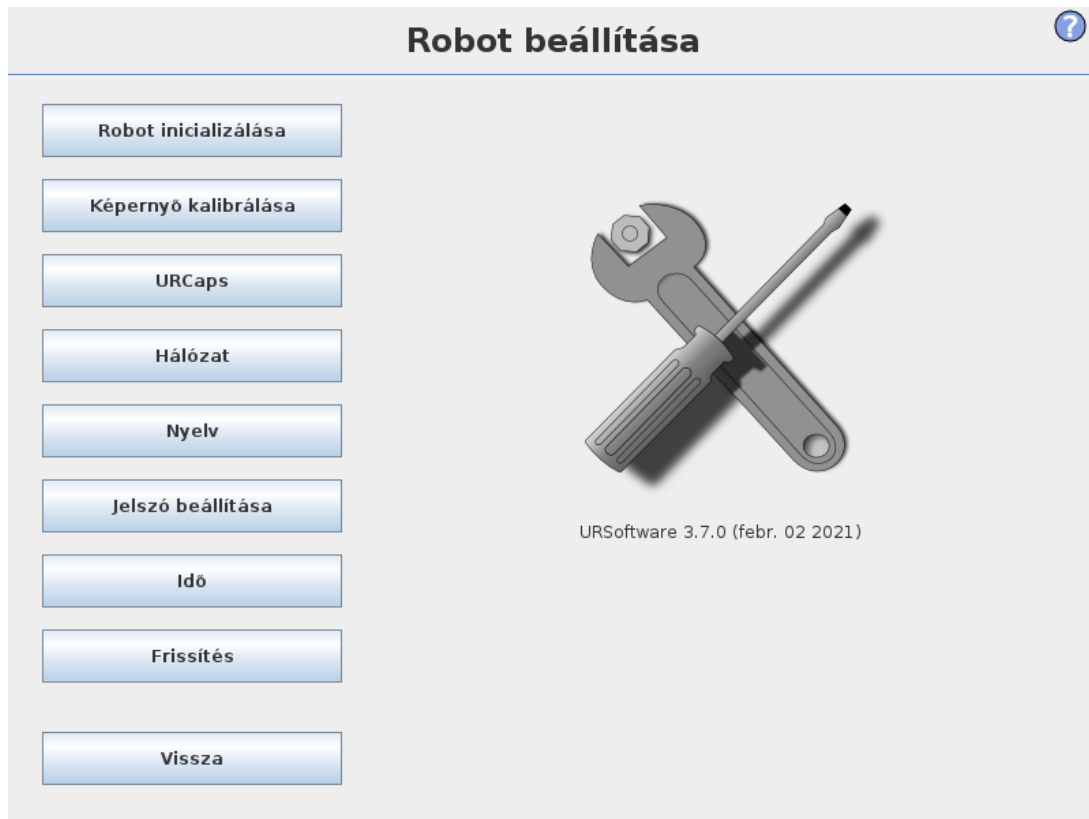 Robot beállítása
?
Robot inicializálása
Képernyő kalibrálása
URCaps
Hálózat
Nyelv
Jelszó beállítása
Idő
Frissítés
Vissza
URSoftware 3.7.0 (febr. 02 2021)